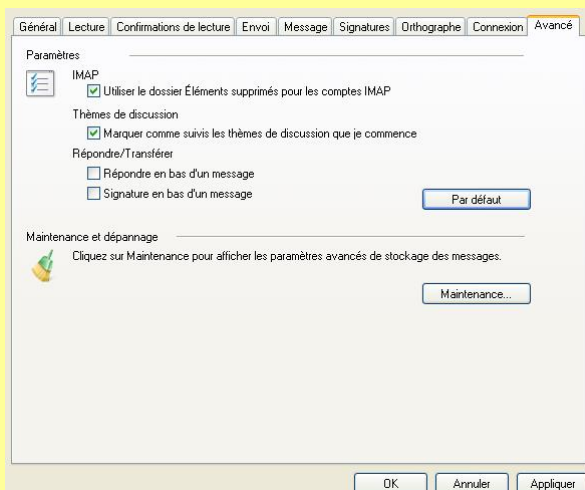 Général Lecture Confirmations de lecture Envoi Message Signatures Orthographe Connexion Avancé
Paramètres
IMAP
Utiliser le dossier Éléments supprimés pour les comptes IMAP
Thèmes de discussion
Marquer comme suivis les thèmes de discussion que je commence
Répondre/Transférer
Répondre en bas d'un message
Signature en bas d'un message
Par défaut
Maintenance et dépannage
Cliquez sur Maintenance pour afficher les paramètres avancés de stockage des messages.
Maintenance...
OK Annuler Appliquer